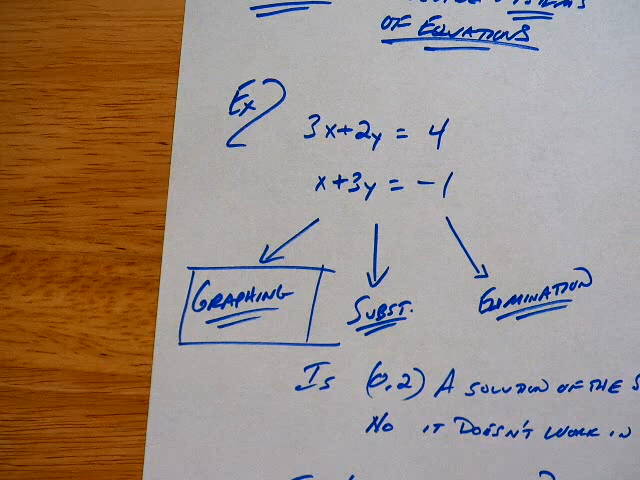 OF EQUATIONS
Ex
3x+2y = 4
x+3y = -1
GRAPHING SUBST. ELIMINATION
Is (0,2) A SOLUTION OF THE
NO IT DOESN'T WORK IN